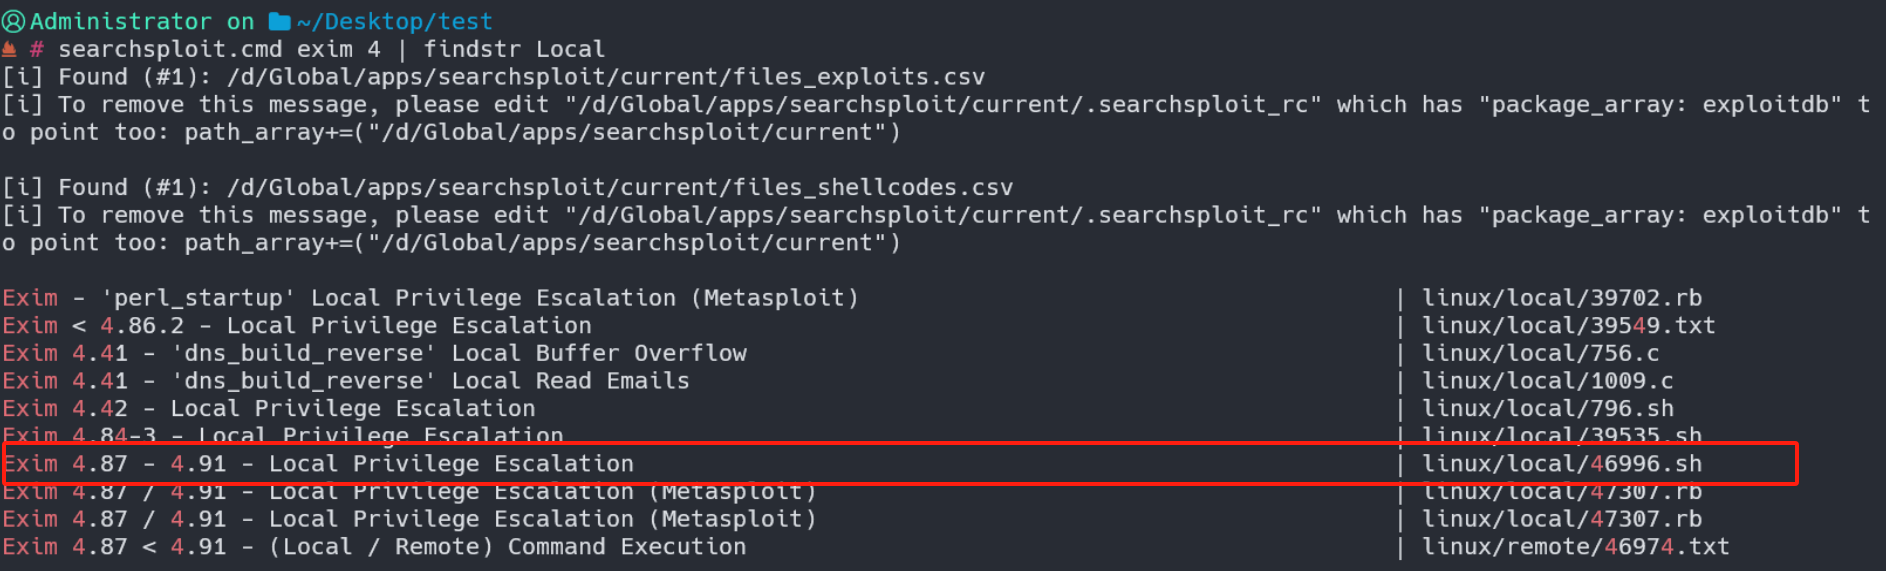 Administrator on ~/Desktop/test
# searchsploit.cmd exim 4 | findstr Local
[i] Found (#1): /d/Global/apps/searchsploit/current/files_exploits.csv
[i] To remove this message, please edit "/d/Global/apps/searchsploit/current/.searchsploit_rc" which has "package_array: exploitdb" t
o point too: path_array+=("/d/Global/apps/searchsploit/current")
[i] Found (#1): /d/Global/apps/searchsploit/current/files_shellcodes.csv
[i] To remove this message, please edit "/d/Global/apps/searchsploit/current/.searchsploit_rc" which has "package_array: exploitdb" t
o point too: path_array+=("/d/Global/apps/searchsploit/current")
Exim - 'perl_startup' Local Privilege Escalation (Metasploit) | linux/local/39702.rb
Exim < 4.86.2 - Local Privilege Escalation | linux/local/39549.txt
Exim 4.41 - 'dns_build_reverse' Local Buffer Overflow | linux/local/756.c
Exim 4.41 - 'dns_build_reverse' Local Read Emails | linux/local/1009.c
Exim 4.42 - Local Privilege Escalation | linux/local/796.sh
Exim 4.84-3 - Local Privilege Escalation | linux/local/39535.sh
Exim 4.87 - 4.91 - Local Privilege Escalation | linux/local/46996.sh
Exim 4.87 / 4.91 - Local Privilege Escalation (Metasploit) | linux/local/47307.rb
Exim 4.87 / 4.91 - Local Privilege Escalation (Metasploit) | linux/local/47307.rb
Exim 4.87 < 4.91 - (Local / Remote) Command Execution | linux/remote/46974.txt